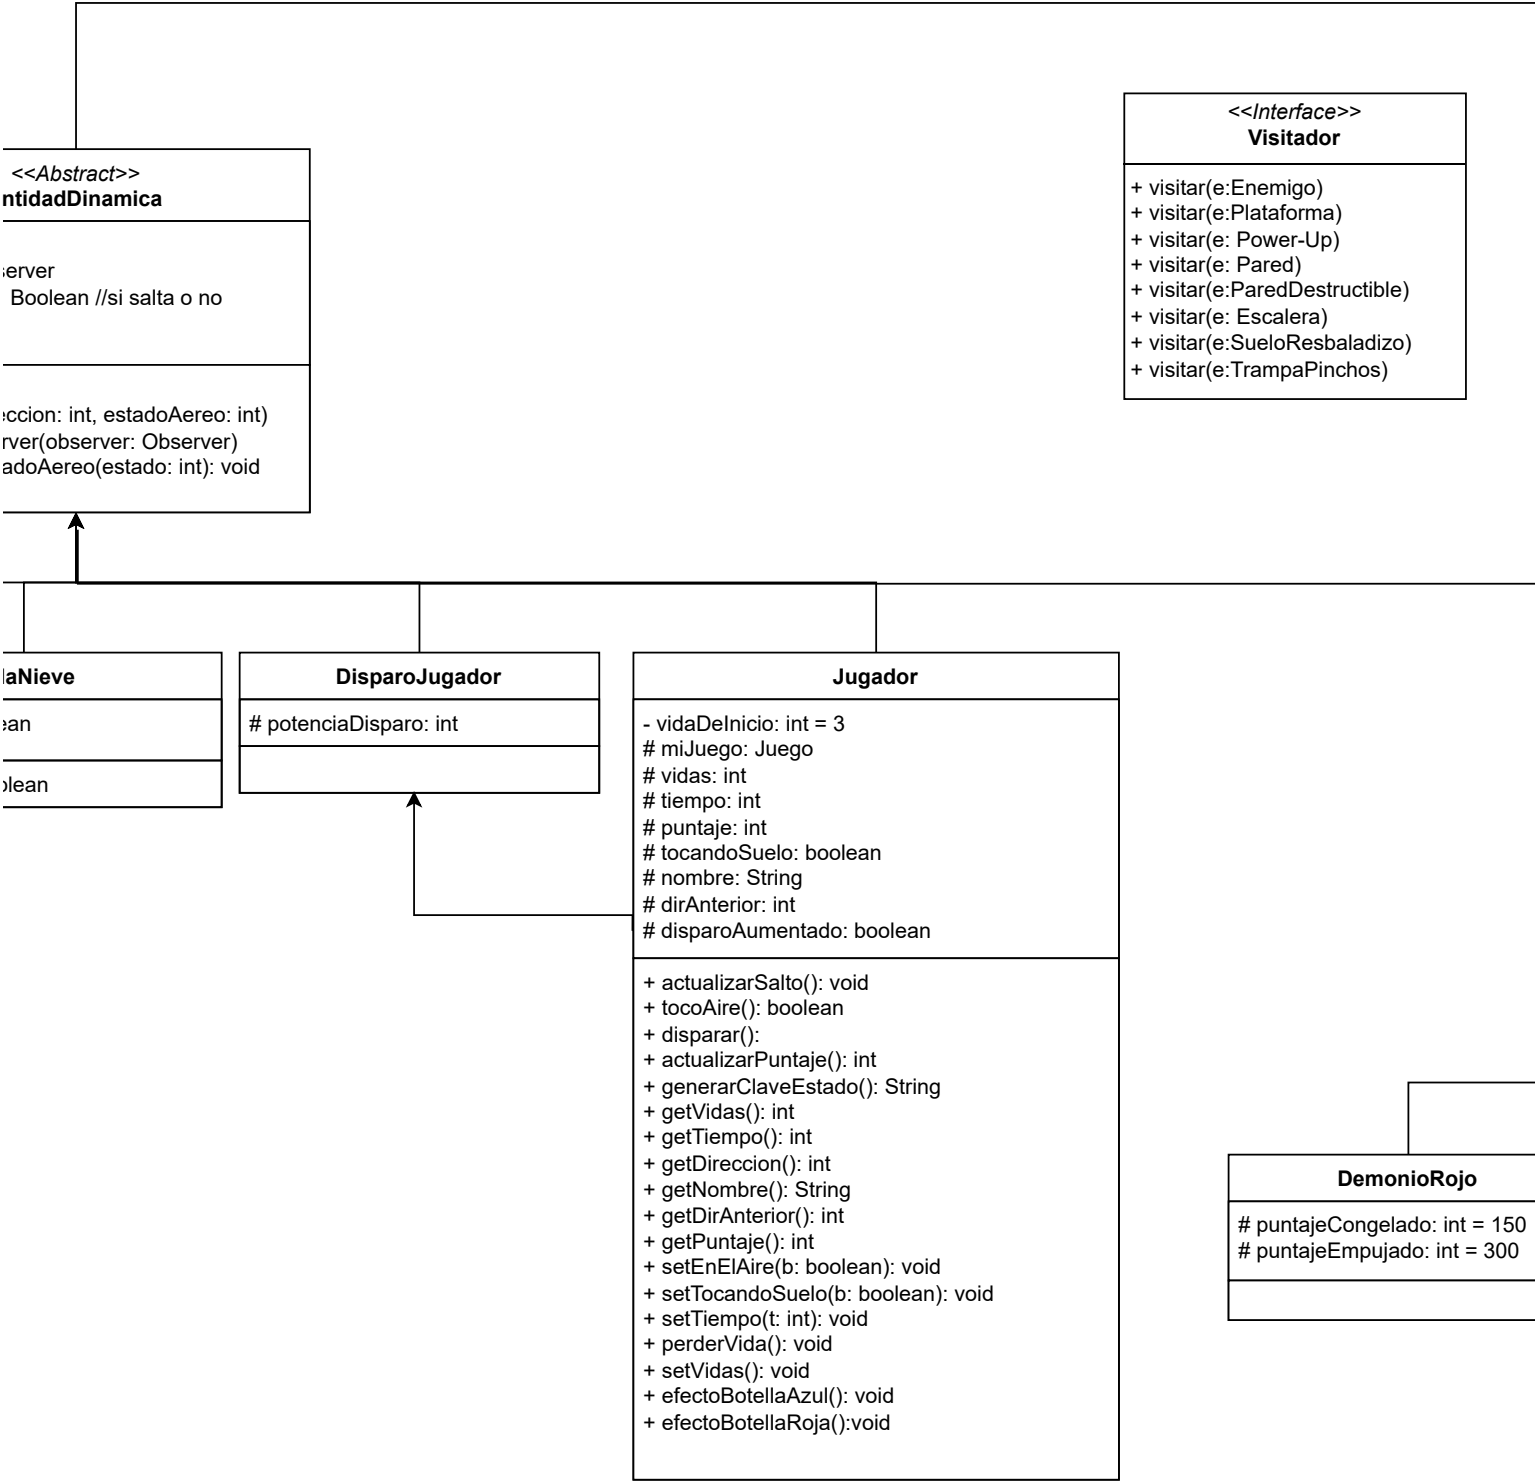 <<Abstract>>
ntidadDinamica
erver
Boolean //si salta o no
eccion: int, estadoAereo: int)
rver(observer: Observer)
adoAereo(estado: int): void
<<Interface>>
Visitador
+ visitar(e:Enemigo)
+ visitar(e:Plataforma)
+ visitar(e: Power-Up)
+ visitar(e: Pared)
+ visitar(e:ParedDestructible)
+ visitar(e: Escalera)
+ visitar(e:SueloResbaladizo)
+ visitar(e:TrampaPinchos)
laNieve
ean
olean
DisparoJugador
# potenciaDisparo: int
Jugador
- vidaDeInicio: int = 3
# miJuego: Juego
# vidas: int
# tiempo: int
# puntaje: int
# tocandoSuelo: boolean
# nombre: String
# dirAnterior: int
# disparoAumentado: boolean
+ actualizarSalto(): void
+ tocoAire(): boolean
+ disparar():
+ actualizarPuntaje(): int
+ generarClaveEstado(): String
+ getVidas(): int
+ getTiempo(): int
+ getDireccion(): int
+ getNombre(): String
+ getDirAnterior(): int
+ getPuntaje(): int
+ setEnElAire(b: boolean): void
+ setTocandoSuelo(b: boolean): void
+ setTiempo(t: int): void
+ perderVida(): void
+ setVidas(): void
+ efectoBotellaAzul(): void
+ efectoBotellaRoja():void
DemonioRojo
# puntajeCongelado: int = 150
# puntajeEmpujado: int = 300